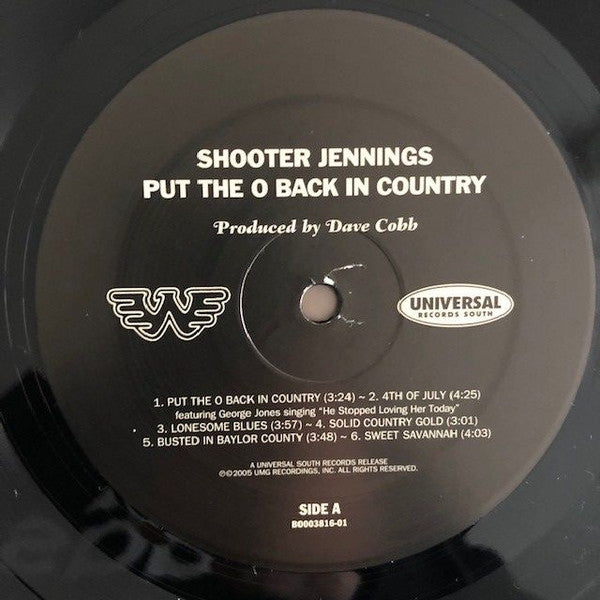 SHOOTER JENNINGS
PUT THE O BACK IN COUNTRY
Produced by Dave Cobb
UNIVERSAL
RECORDS SOUTH
1. PUT THE O BACK IN COUNTRY (3:24) ~ 2. 4TH OF JULY (4:25)
featuring George Jones singing "He Stopped Loving Her Today"
3. LONESOME BLUES (3:57) ~ 4. SOLID COUNTRY GOLD (3:01)
5. BUSTED IN BAYLOR COUNTY (3:48) ~ 6. SWEET SAVANNAH (4:03)
A UNIVERSAL SOUTH RECORDS RELEASE
℗©2005 UMG RECORDINGS, INC. ALL RIGHTS RESERVED.
SIDE A
B0003816-01